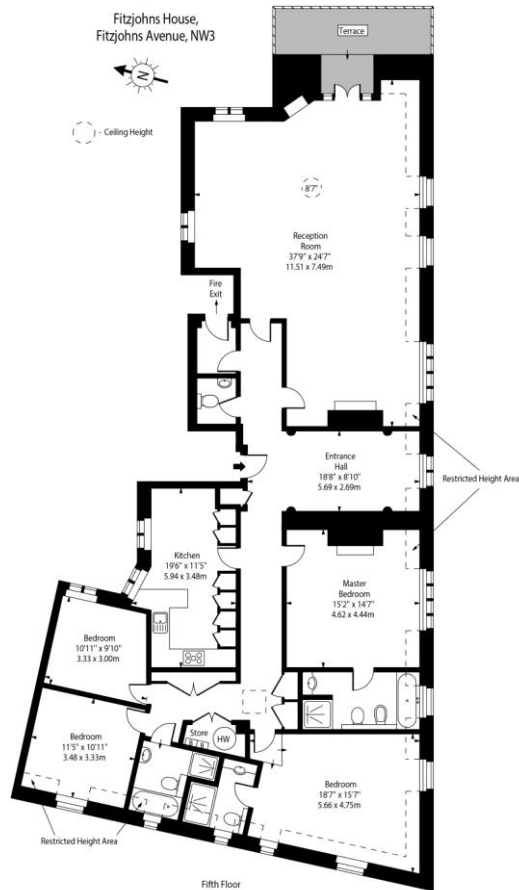 Fitzjohns House,
Fitzjohns Avenue, NW3
N
- Ceiling Height
Terrace
8'7"
Reception
Room
37'9" x 24'7"
11.51 x 7.49m
Fire
Exit
Entrance
Hall
18'8" x 8'10"
5.69 x 2.69m
Restricted Height Area
Kitchen
19'6" x 11'5"
5.94 x 3.48m
Master
Bedroom
15'2" x 14'7"
4.62 x 4.44m
Bedroom
10'11" x 9'10"
3.33 x 3.00m
Bedroom
11'5" x 10'11"
3.48 x 3.33m
Store
HW
Bedroom
18'7" x 15'7"
5.66 x 4.75m
Restricted Height Area
Fifth Floor